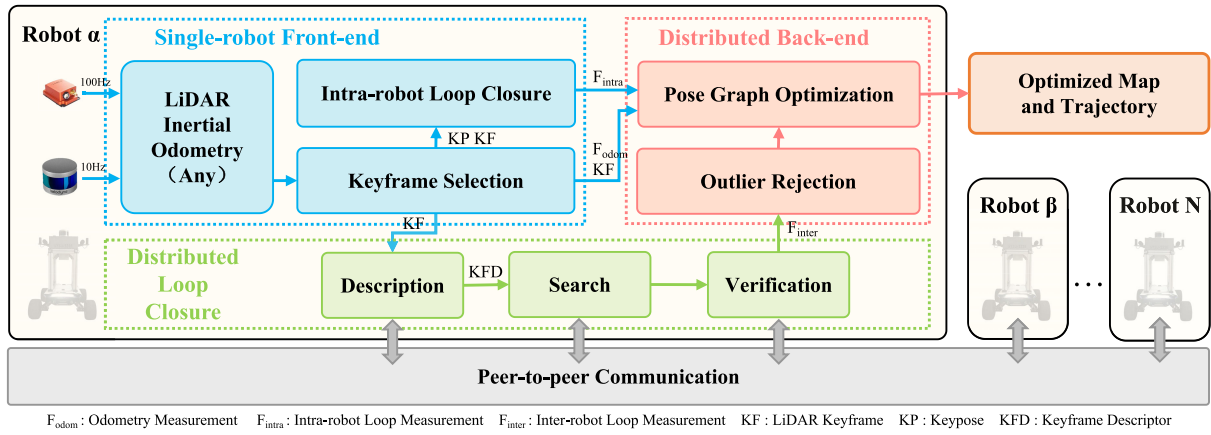 Robot α
Single-robot Front-end
Distributed Back-end
100Hz
10Hz
LiDAR
Inertial
Odometry
（Any）
Intra-robot Loop Closure
KP KF
Keyframe Selection
F_intra
F_odom
KF
Pose Graph Optimization
Outlier Rejection
Optimized Map
and Trajectory
KF
F_inter
Distributed
Loop
Closure
Description
KFD
Search
Verification
Robot β
...
Robot N
Peer-to-peer Communication
F_odom : Odometry Measurement F_intra : Intra-robot Loop Measurement F_inter : Inter-robot Loop Measurement KF : LiDAR Keyframe KP : Keypose KFD : Keyframe Descriptor